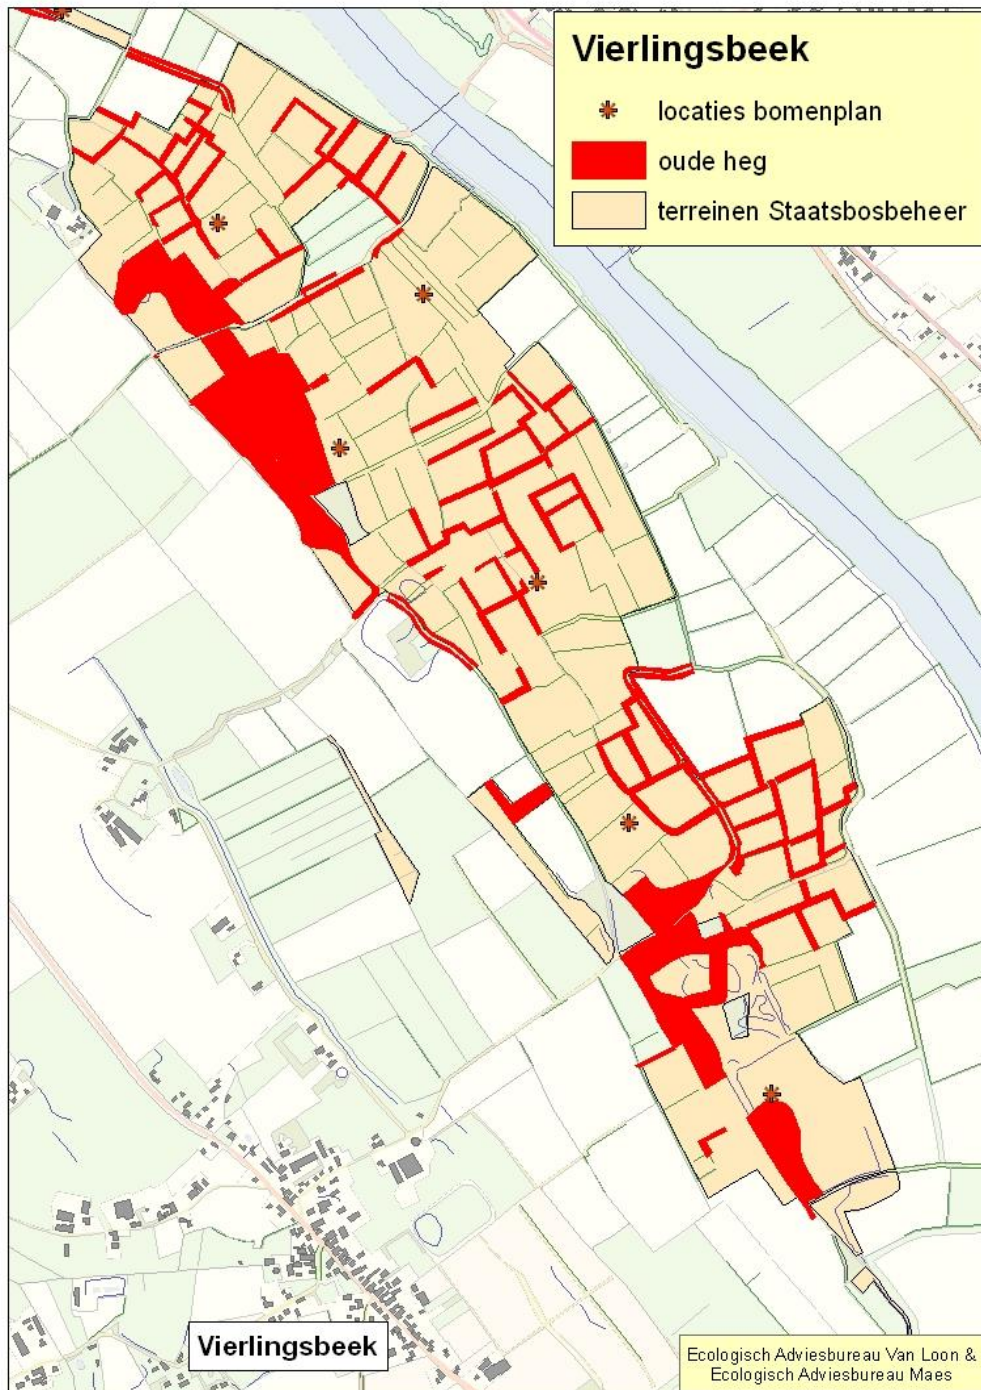 Vierlingsbeek
locaties bomenplan
oude heg
terreinen Staatsbosbeheer
Vierlingsbeek
Ecologisch Adviesbureau Van Loon &
Ecologisch Adviesbureau Maes